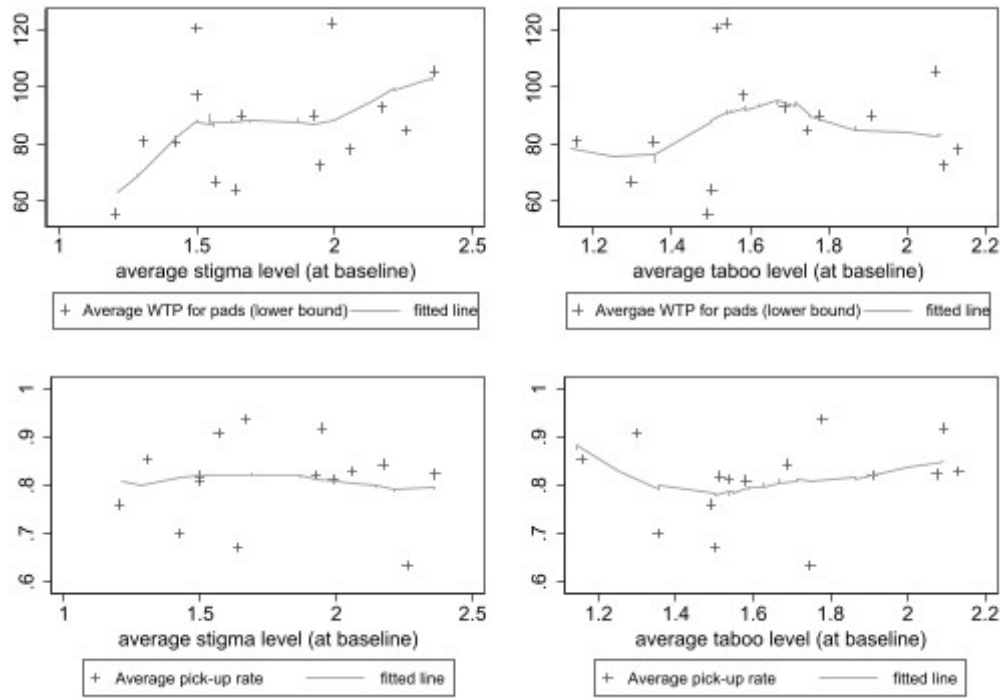 120
100
80
60
1 1.5 2 2.5
average stigma level (at baseline)
+ Average WTP for pads (lower bound) fitted line
120
100
80
60
1.2 1.4 1.6 1.8 2 2.2
average taboo level (at baseline)
+ Avergae WTP for pads (lower bound) fitted line
1
.9
.8
.7
.6
1 1.5 2 2.5
average stigma level (at baseline)
+ Average pick-up rate fitted line
1
.9
.8
.7
.6
1.2 1.4 1.6 1.8 2 2.2
average taboo level (at baseline)
+ Average pick-up rate fitted line